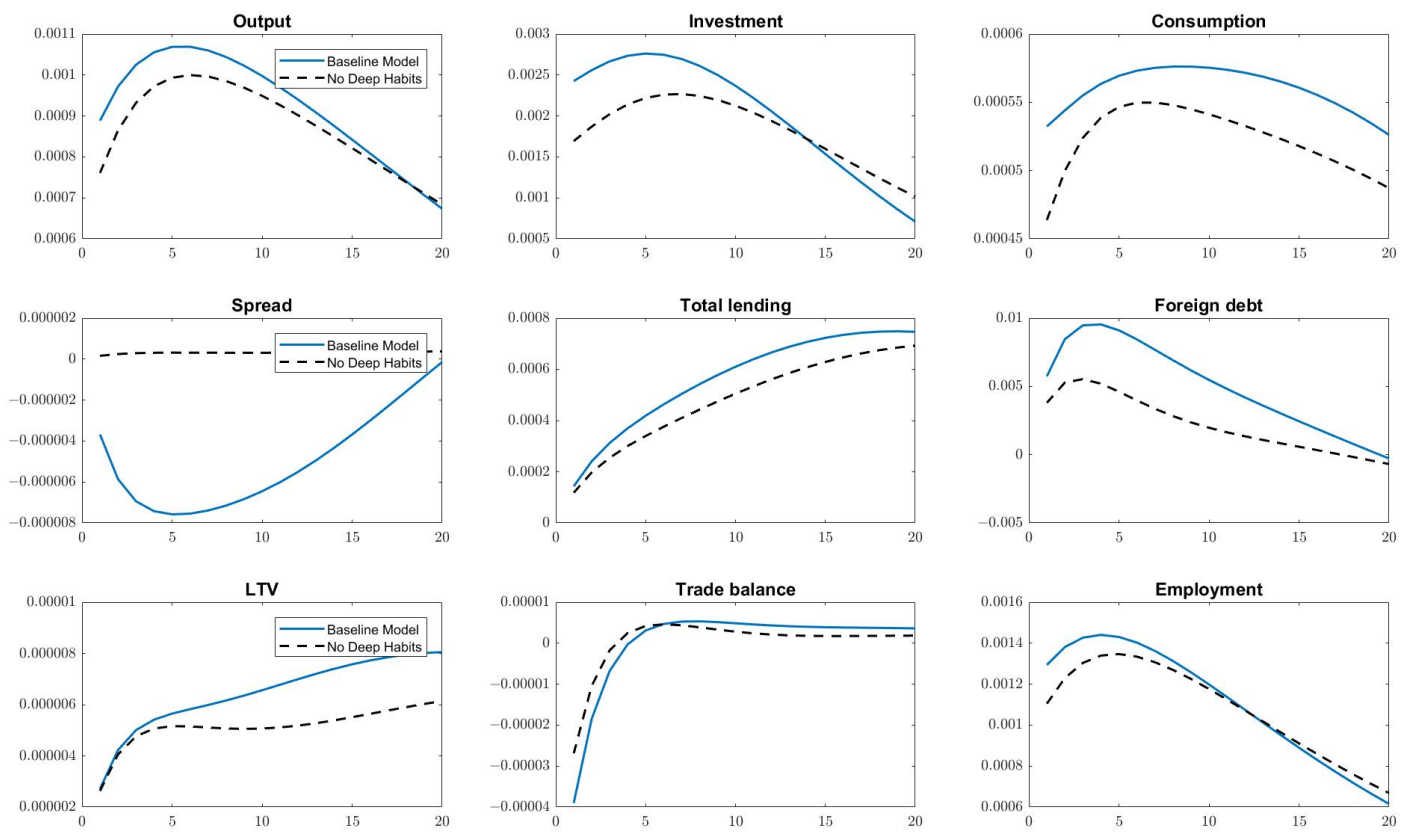 Output
0.0011
0.001
0.0009
0.0008
0.0007
0.0006
0 5 10 15 20
Baseline Model
No Deep Habits
Investment
0.003
0.0025
0.002
0.0015
0.001
0.0005
0 5 10 15 20
Consumption
0.0006
0.00055
0.0005
0.00045
0 5 10 15 20
Spread
0.000002
0
−0.000002
−0.000004
−0.000006
−0.000008
0 5 10 15 20
Baseline Model
No Deep Habits
Total lending
0.0008
0.0006
0.0004
0.0002
0
0 5 10 15 20
Foreign debt
0.01
0.005
0
−0.005
0 5 10 15 20
LTV
0.00001
0.000008
0.000006
0.000004
0.000002
0 5 10 15 20
Baseline Model
No Deep Habits
Trade balance
0.00001
0
−0.00001
−0.00002
−0.00003
−0.00004
0 5 10 15 20
Employment
0.0016
0.0014
0.0012
0.001
0.0008
0.0006
0 5 10 15 20